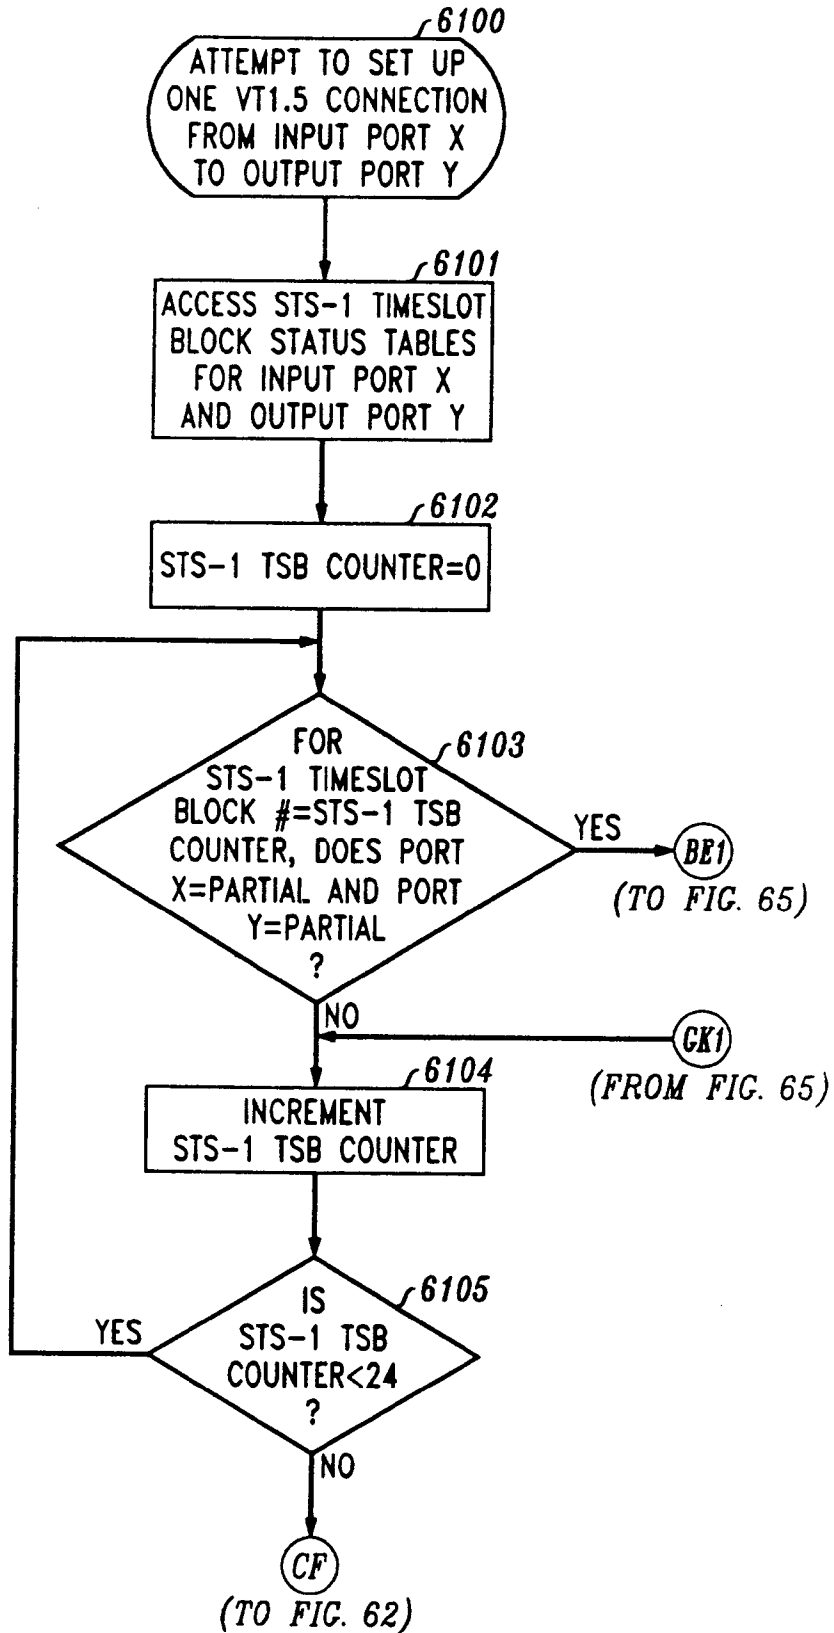 6100
ATTEMPT TO SET UP
ONE VT1.5 CONNECTION
FROM INPUT PORT X
TO OUTPUT PORT Y
6101
ACCESS STS-1 TIMESLOT
BLOCK STATUS TABLES
FOR INPUT PORT X
AND OUTPUT PORT Y
6102
STS-1 TSB COUNTER=0
6103
FOR
STS-1 TIMESLOT
BLOCK #=STS-1 TSB
COUNTER, DOES PORT
X=PARTIAL AND PORT
Y=PARTIAL
?
YES
BE1
(TO FIG. 65)
NO
GK1
(FROM FIG. 65)
6104
INCREMENT
STS-1 TSB COUNTER
6105
IS
STS-1 TSB
COUNTER<24
?
YES
NO
CF
(TO FIG. 62)